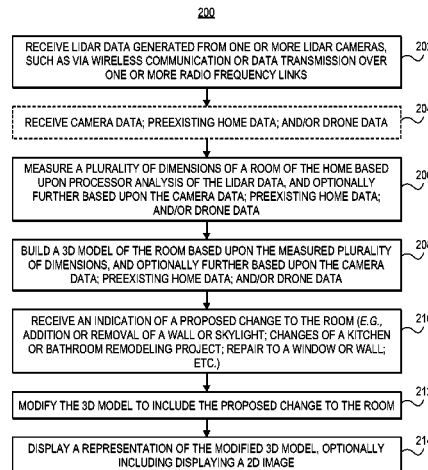 200
RECEIVE LIDAR DATA GENERATED FROM ONE OR MORE LIDAR CAMERAS,
SUCH AS VIA WIRELESS COMMUNICATION OR DATA TRANSMISSION OVER
ONE OR MORE RADIO FREQUENCY LINKS
RECEIVE CAMERA DATA; PREEXISTING HOME DATA; AND/OR DRONE DATA
MEASURE A PLURALITY OF DIMENSIONS OF A ROOM OF THE HOME BASED
UPON PROCESSOR ANALYSIS OF THE LIDAR DATA, AND OPTIONALLY
FURTHER BASED UPON THE CAMERA DATA; PREEXISTING HOME DATA;
AND/OR DRONE DATA
BUILD A 3D MODEL OF THE ROOM BASED UPON THE MEASURED PLURALITY
OF DIMENSIONS, AND OPTIONALLY FURTHER BASED UPON THE CAMERA
DATA; PREEXISTING HOME DATA; AND/OR DRONE DATA
RECEIVE AN INDICATION OF A PROPOSED CHANGE TO THE ROOM (E.G.,
ADDITION OR REMOVAL OF A WALL OR SKYLIGHT; CHANGES OF A KITCHEN
OR BATHROOM REMODELING PROJECT; REPAIR TO A WINDOW OR WALL;
ETC.)
MODIFY THE 3D MODEL TO INCLUDE THE PROPOSED CHANGE TO THE ROOM
DISPLAY A REPRESENTATION OF THE MODIFIED 3D MODEL, OPTIONALLY
INCLUDING DISPLAYING A 2D IMAGE